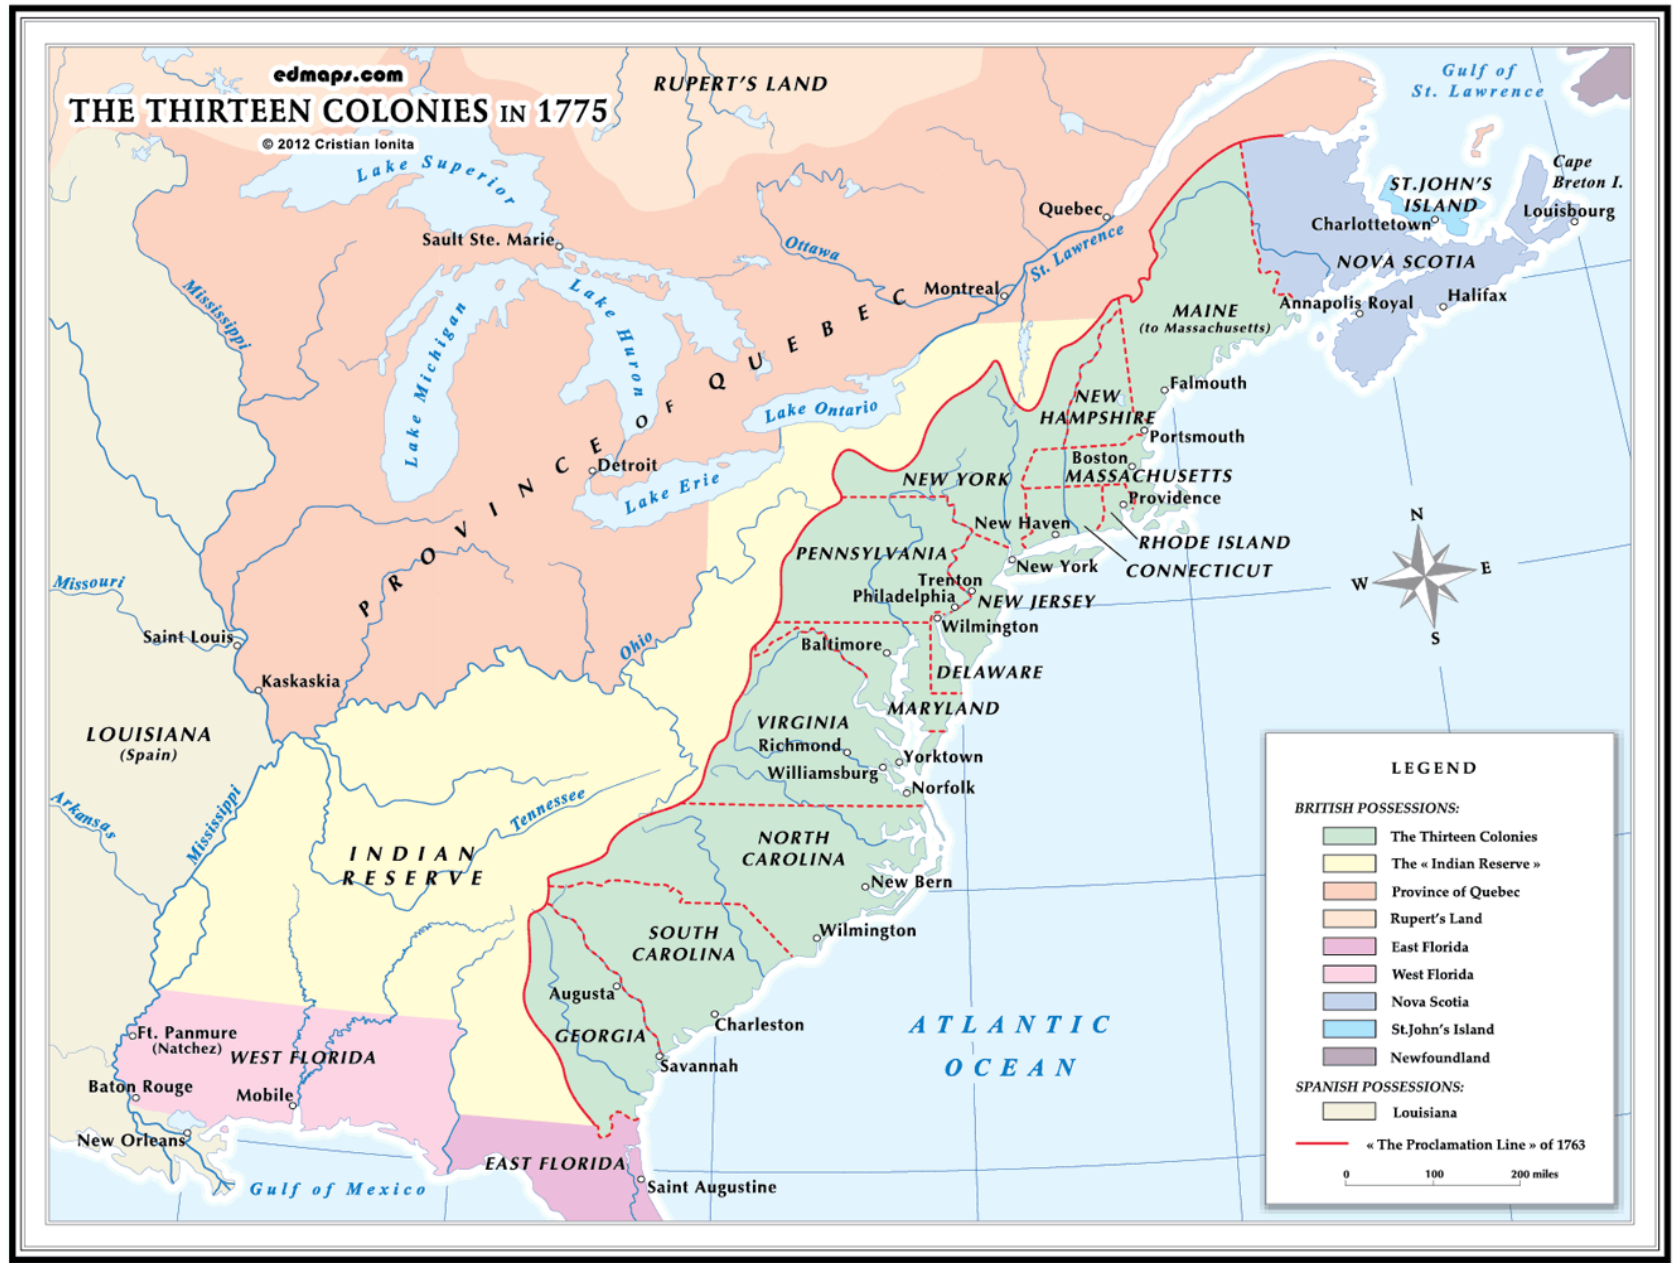 edmaps.com
THE THIRTEEN COLONIES IN 1775
© 2012 Cristian Ionita
RUPERT'S LAND
Gulf of
St. Lawrence
Lake Superior
Cape
Breton I.
ST.JOHN'S
ISLAND
Charlottetown
Louisbourg
Quebec
Sault Ste. Marie
Ottawa
St. Lawrence
NOVA SCOTIA
Mississippi
Montreal
Annapolis Royal
Halifax
Lake Michigan
Lake Huron
MAINE
(to Massachusetts)
PROVINCE OF QUEBEC
Falmouth
NEW
HAMPSHIRE
Lake Ontario
Portsmouth
Boston
Detroit
MASSACHUSETTS
Lake Erie
NEW YORK
Providence
New Haven
RHODE ISLAND
PENNSYLVANIA
New York
CONNECTICUT
Missouri
Trenton
Philadelphia
NEW JERSEY
Wilmington
N
W
E
S
Saint Louis
Ohio
Baltimore
Kaskaskia
DELAWARE
MARYLAND
LOUISIANA
(Spain)
VIRGINIA
Richmond
Yorktown
Williamsburg
Norfolk
Arkansas
Mississippi
Tennessee
INDIAN
RESERVE
NORTH
CAROLINA
New Bern
SOUTH
CAROLINA
Wilmington
Augusta
Charleston
GEORGIA
ATLANTIC
OCEAN
Ft. Panmure
(Natchez)
WEST FLORIDA
Savannah
Baton Rouge
Mobile
New Orleans
EAST FLORIDA
Gulf of Mexico
Saint Augustine
LEGEND
BRITISH POSSESSIONS:
The Thirteen Colonies
The « Indian Reserve »
Province of Quebec
Rupert's Land
East Florida
West Florida
Nova Scotia
St.John's Island
Newfoundland
SPANISH POSSESSIONS:
Louisiana
« The Proclamation Line » of 1763
0 100 200 miles